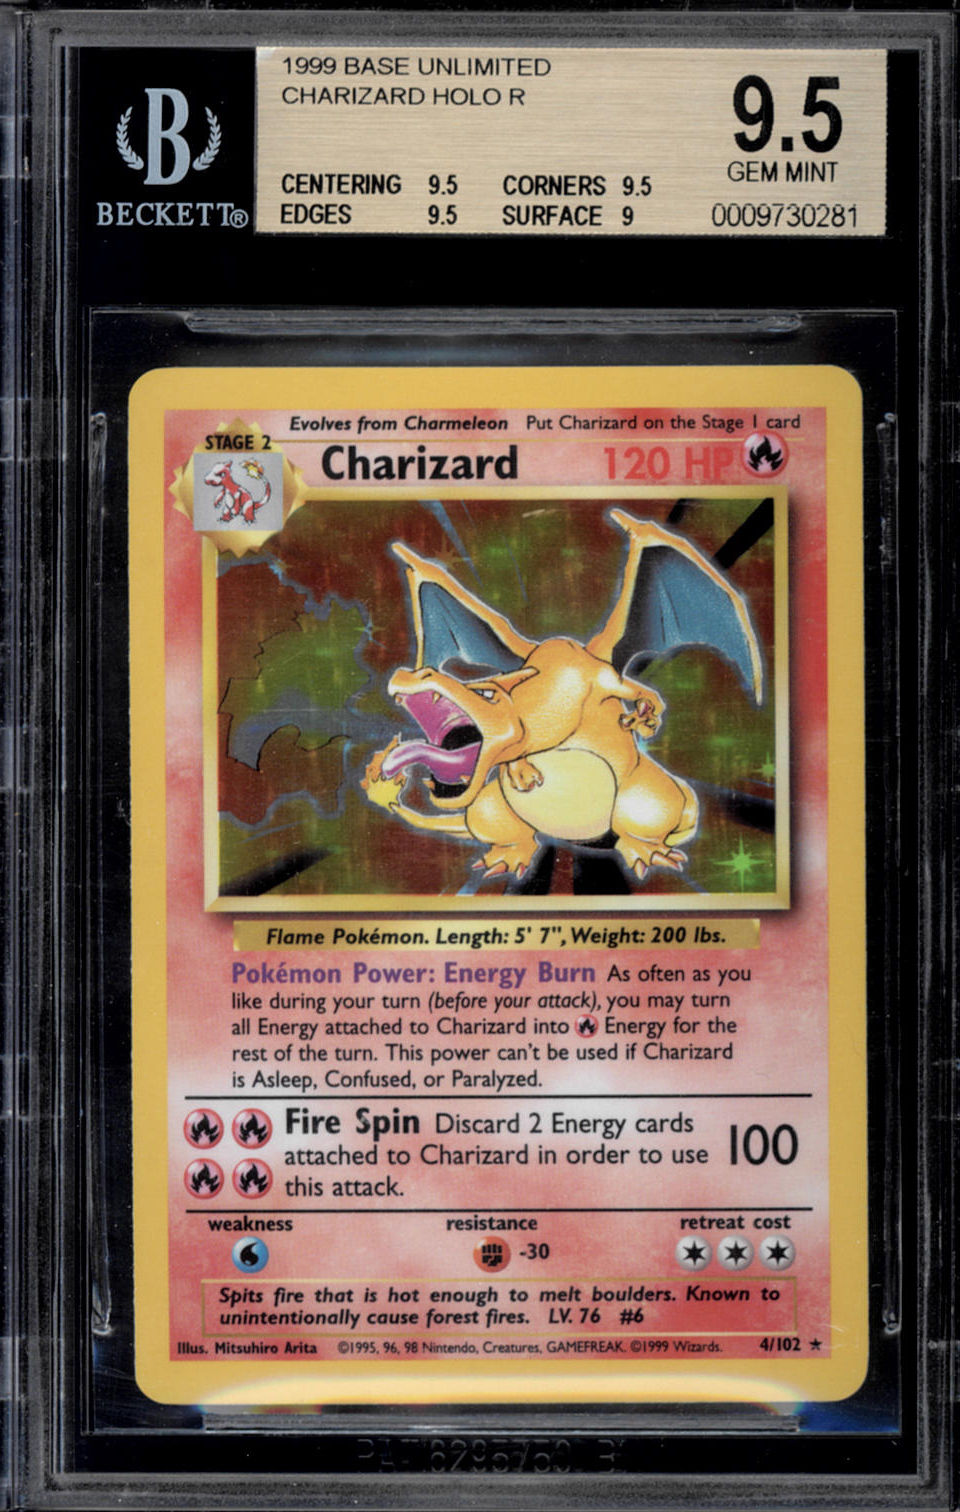 1999 BASE UNLIMITED
CHARIZARD HOLO R
9.5
GEM MINT
CENTERING 9.5 CORNERS 9.5
EDGES 9.5 SURFACE 9
0009730281
B
BECKETT®
Evolves from Charmeleon Put Charizard on the Stage 1 card
STAGE 2
Charizard 120 HP
Flame Pokémon. Length: 5' 7", Weight: 200 lbs.
Pokémon Power: Energy Burn As often as you
like during your turn (before your attack), you may turn
all Energy attached to Charizard into Energy for the
rest of the turn. This power can't be used if Charizard
is Asleep, Confused, or Paralyzed.
Fire Spin Discard 2 Energy cards
attached to Charizard in order to use 100
this attack.
weakness resistance retreat cost
-30
Spits fire that is hot enough to melt boulders. Known to
unintentionally cause forest fires. LV. 76 #6
Illus. Mitsuhiro Arita ©1995, 96, 98 Nintendo, Creatures, GAMEFREAK. ©1999 Wizards. 4/102 ★